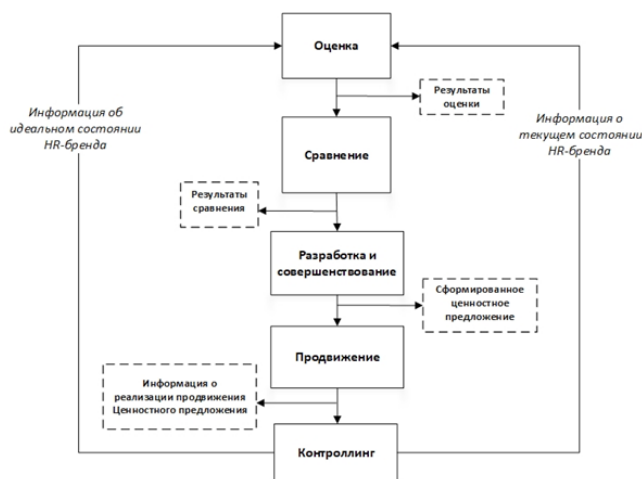 Оценка
Информация об
идеальном состоянии
HR-бренда
Результаты
оценки
Информация о
текущем состоянии
HR-бренда
Сравнение
Результаты
сравнения
Разработка и
совершенствование
Сформированное
ценностное
предложение
Продвижение
Информация о
реализации продвижения
Ценностного предложения
Контроллинг